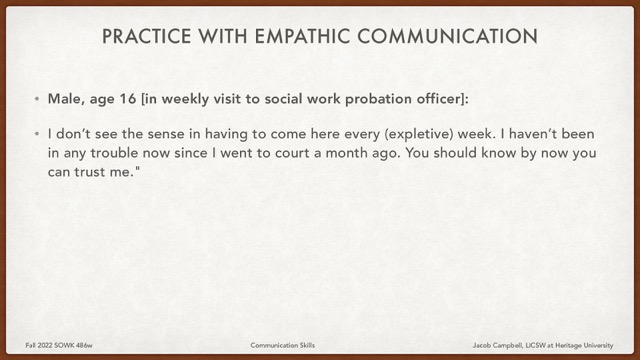 PRACTICE WITH EMPATHIC COMMUNICATION
• Male, age 16 [in weekly visit to social work probation officer]:
• I don’t see the sense in having to come here every (expletive) week. I haven’t been
in any trouble now since I went to court a month ago. You should know by now you
can trust me."
Fall 2022 SOWK 486w
Communication Skills
Jacob Campbell, LICSW at Heritage University